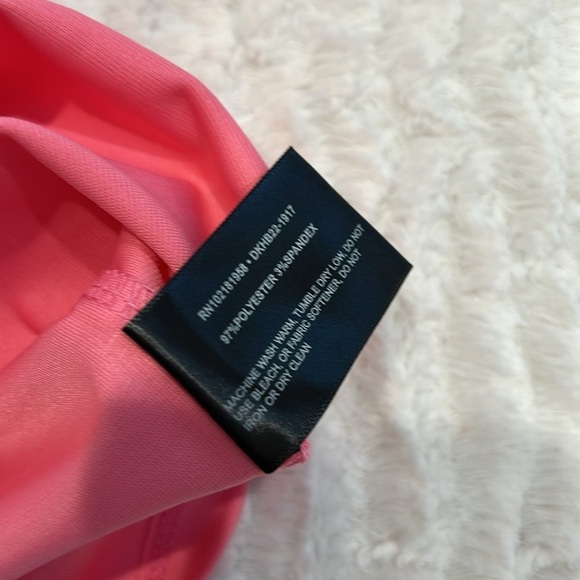 RN102181958 • DKHB22-1917
97%POLYESTER 3%SPANDEX
MACHINE WASH WARM, TUMBLE DRY LOW, DO NOT
USE BLEACH, OR FABRIC SOFTENER, DO NOT
IRON OR DRY CLEAN